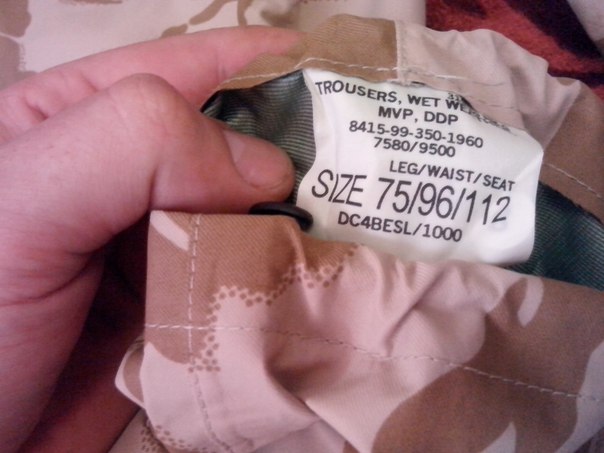 TROUSERS, WET WE
MVP, DDP
8415-99-350-1960
7580/9500
LEG/WAIST/SEAT
SIZE 75/96/112
DC4BESL/1000